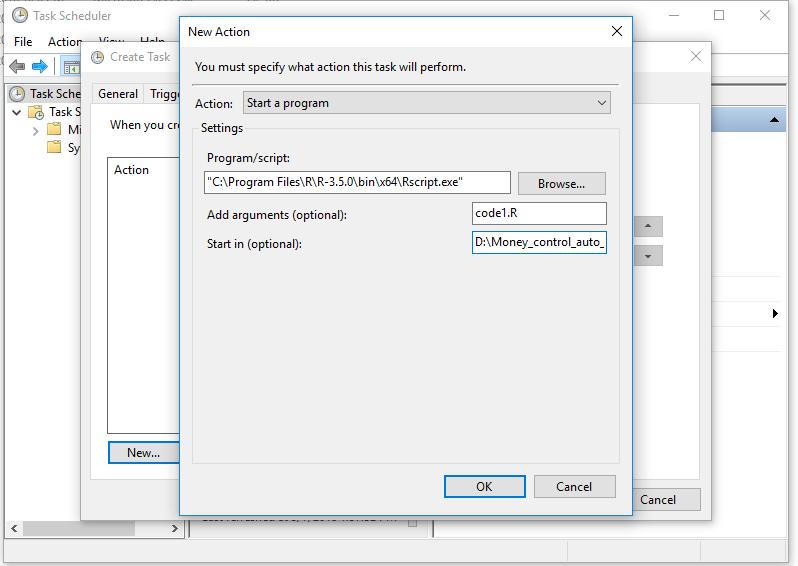 Task Scheduler
File Action View Help
Create Task
General Trigg
When you cr
Action
New...
Cancel
Task Sche
Task S
Mi
Sy
New Action
You must specify what action this task will perform.
Action: Start a program
Settings
Program/script:
"C:\Program Files\R\R-3.5.0\bin\x64\Rscript.exe" Browse...
Add arguments (optional): code1.R
Start in (optional): D:\Money_control_auto_
OK Cancel